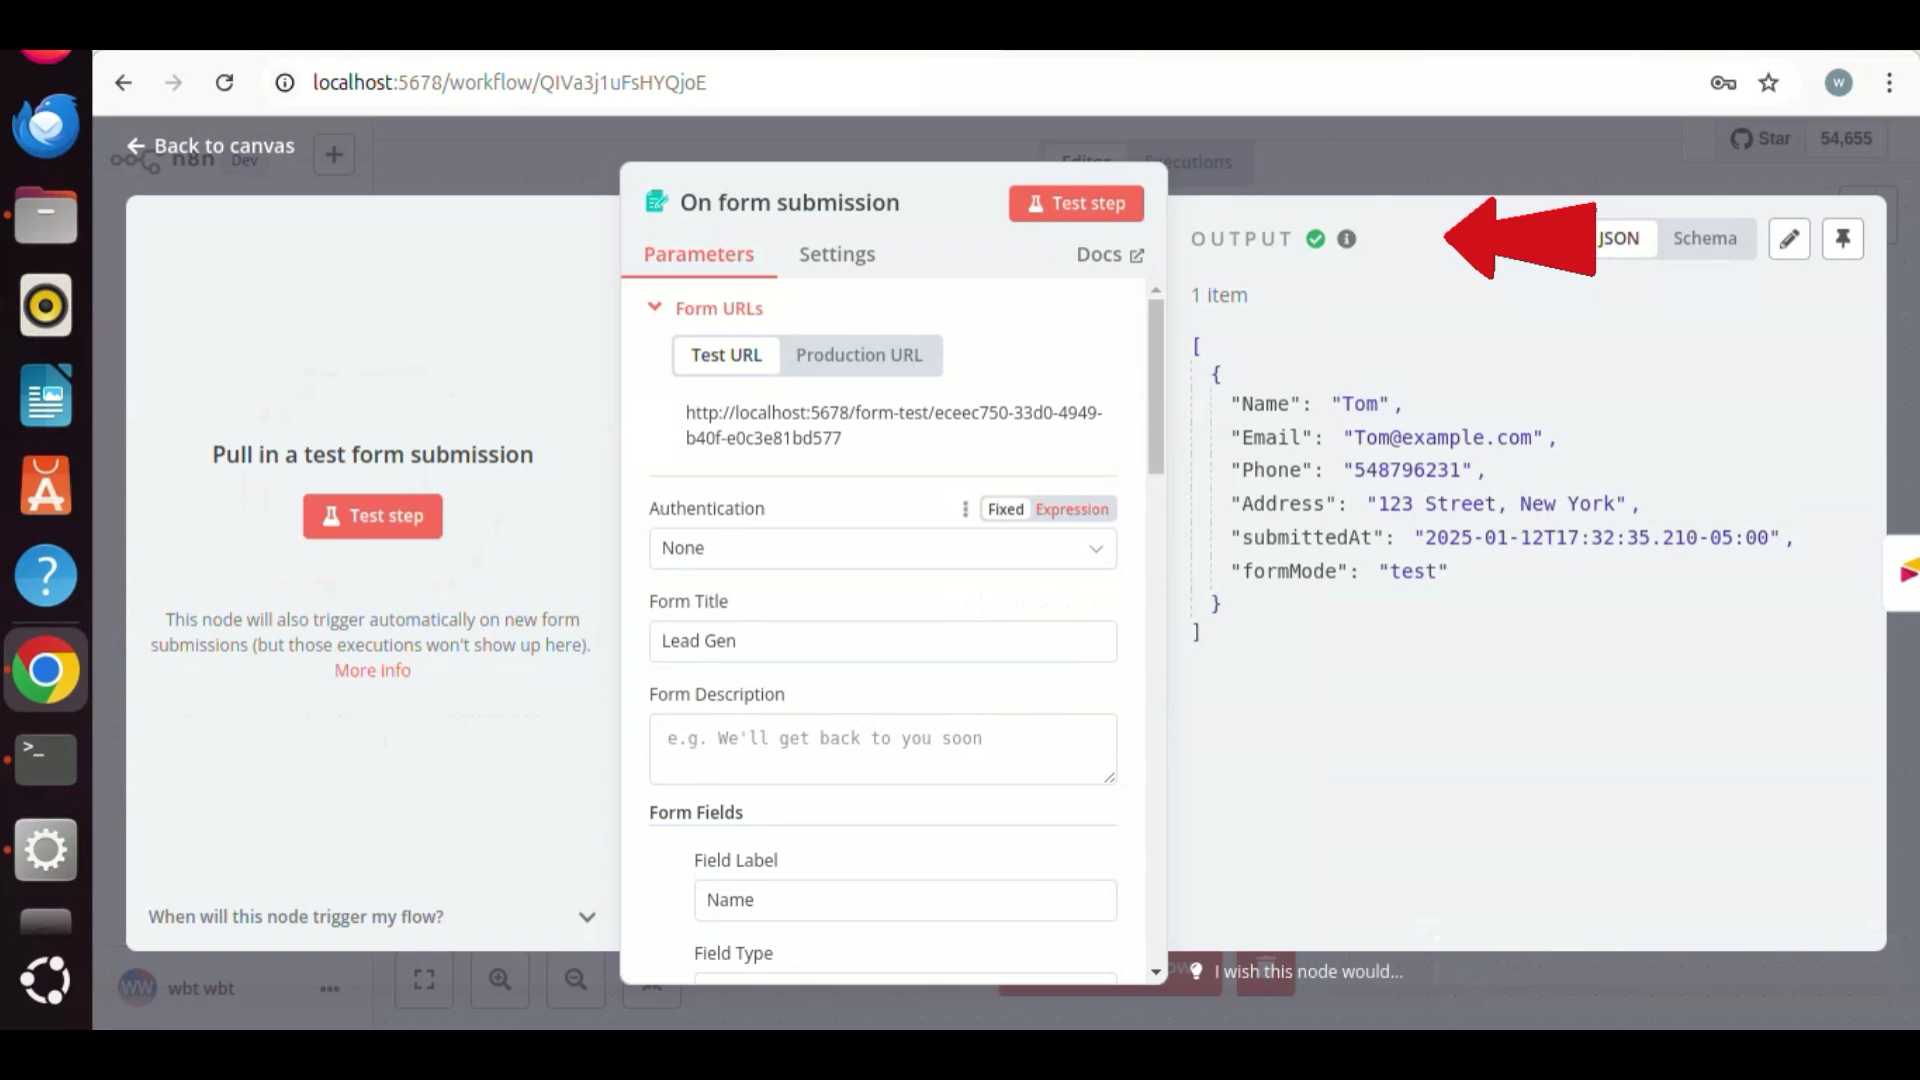 localhost:5678/workflow/QIVa3j1uFsHYQjoE
W
Back to canvas
n8n Dev
Editor Executions
Star 54,655
Pull in a test form submission
Test step
This node will also trigger automatically on new form
submissions (but those executions won't show up here).
More info
When will this node trigger my flow?
On form submission
Test step
Parameters Settings Docs
Form URLs
Test URL Production URL
http://localhost:5678/form-test/eceec750-33d0-4949-
b40f-e0c3e81bd577
Authentication
Fixed Expression
None
Form Title
Lead Gen
Form Description
e.g. We'll get back to you soon
Form Fields
Field Label
Name
Field Type
OUTPUT
JSON Schema
1 item
[
{
"Name": "Tom",
"Email": "Tom@example.com",
"Phone": "548796231",
"Address": "123 Street, New York",
"submittedAt": "2025-01-12T17:32:35.210-05:00",
"formMode": "test"
}
]
I wish this node would...
WW wbt wbt